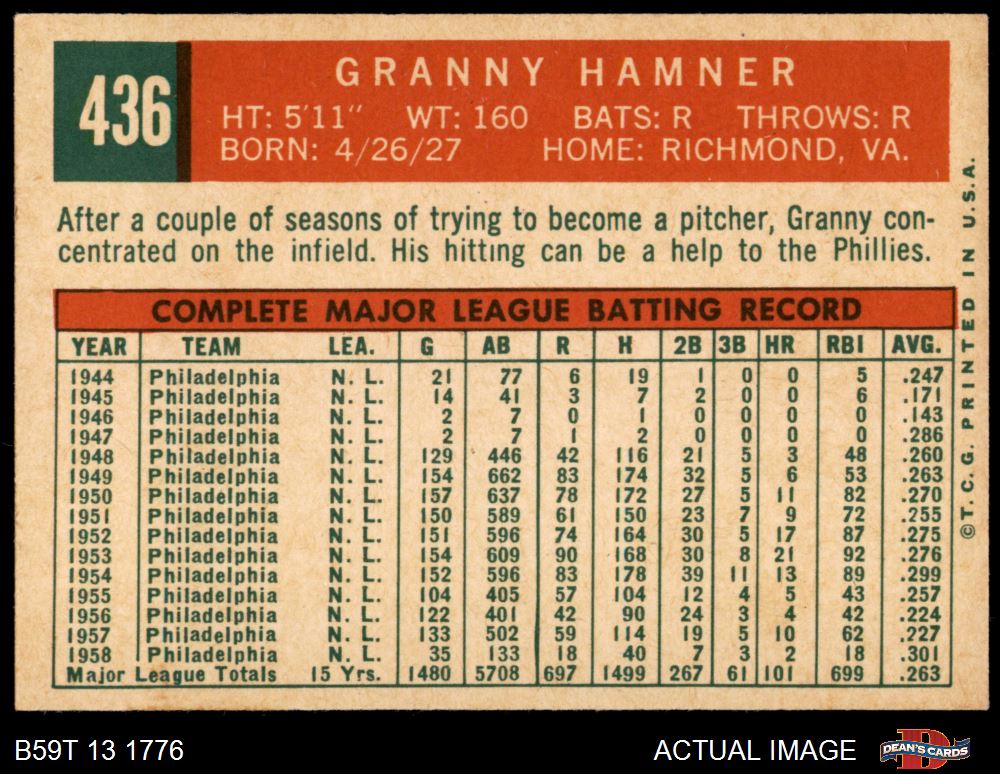 436
GRANNY HAMNER
HT: 5'11" WT: 160 BATS: R THROWS: R
BORN: 4/26/27 HOME: RICHMOND, VA.
After a couple of seasons of trying to become a pitcher, Granny con-
centrated on the infield. His hitting can be a help to the Phillies.
COMPLETE MAJOR LEAGUE BATTING RECORD
YEAR TEAM LEA. G AB R H 2B 3B HR RBI AVG.
1944 Philadelphia N. L. 21 77 6 19 1 0 0 5 .247
1945 Philadelphia N. L. 14 41 3 7 2 0 0 6 .171
1946 Philadelphia N. L. 2 7 0 1 0 0 0 0 .143
1947 Philadelphia N. L. 2 7 1 2 0 0 0 0 .286
1948 Philadelphia N. L. 129 446 42 116 21 5 3 48 .260
1949 Philadelphia N. L. 154 662 83 174 32 5 6 53 .263
1950 Philadelphia N. L. 157 637 78 172 27 5 11 82 .270
1951 Philadelphia N. L. 150 589 61 150 23 7 9 72 .255
1952 Philadelphia N. L. 151 596 74 164 30 5 17 87 .275
1953 Philadelphia N. L. 154 609 90 168 30 8 21 92 .276
1954 Philadelphia N. L. 152 596 83 178 39 11 13 89 .299
1955 Philadelphia N. L. 104 405 57 104 12 4 5 43 .257
1956 Philadelphia N. L. 122 401 42 90 24 3 4 42 .224
1957 Philadelphia N. L. 133 502 59 114 19 5 10 62 .227
1958 Philadelphia N. L. 35 133 18 40 7 3 2 18 .301
Major League Totals 15 Yrs. 1480 5708 697 1499 267 61 101 699 .263
©T. C. G. PRINTED IN U.S.A.
B59T 13 1776
ACTUAL IMAGE
DEAN'S CARDS